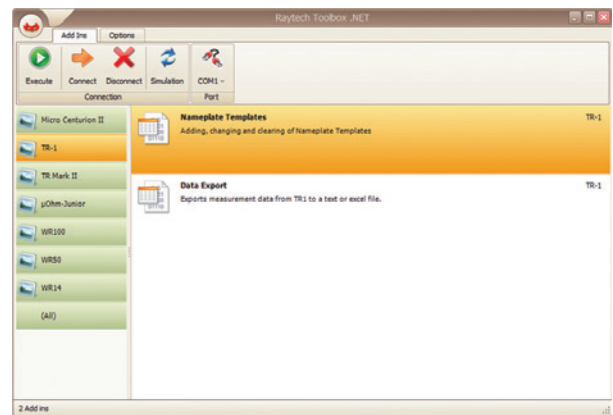 Raytech Toolbox .NET
Add Ins Options
Execute Connect Disconnect Simulation COM1
Connection Port
Micro Centurion II
TR-1
TR Mark II
µOhm-Junior
WR100
WR50
WR14
(All)
Nameplate Templates TR-1
Adding, changing and clearing of Nameplate Templates
Data Export TR-1
Exports measurement data from TR1 to a text or excel file.
2 Add ins